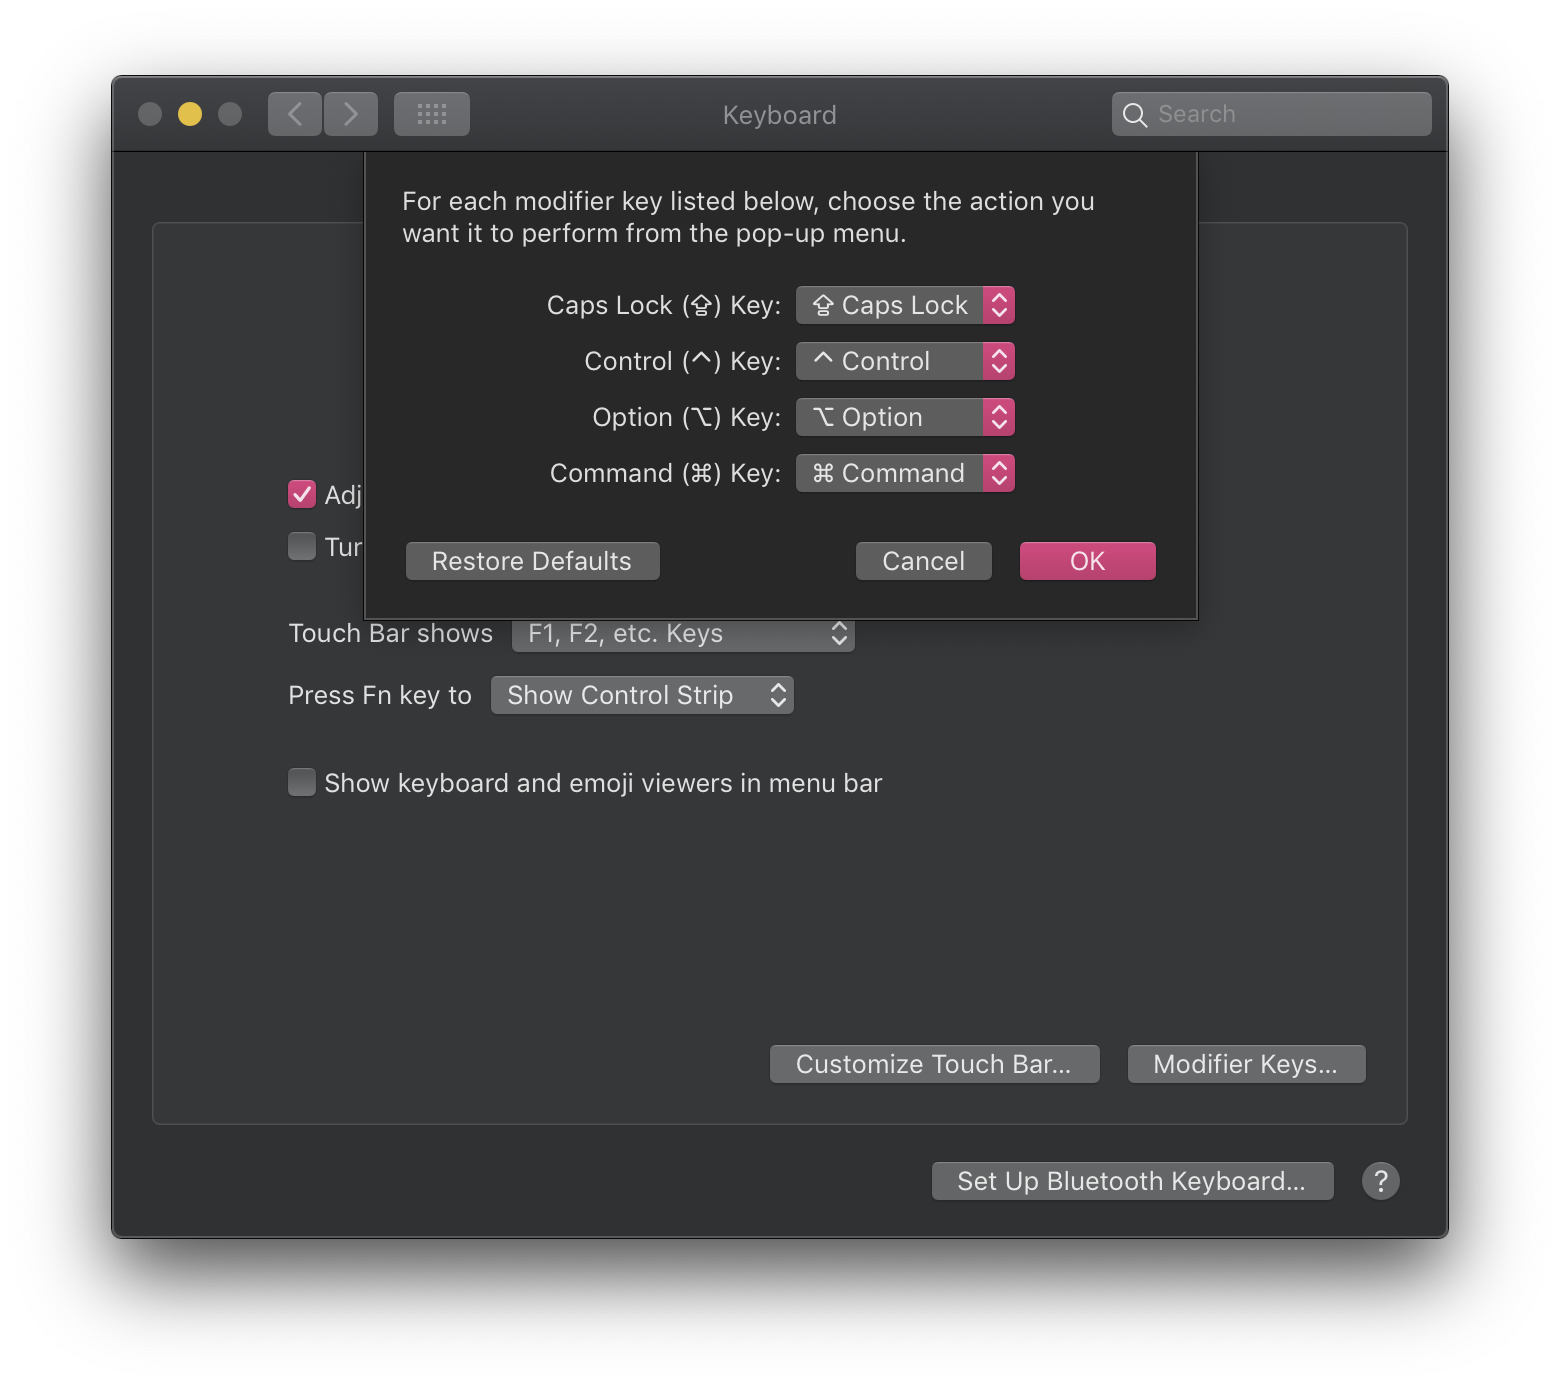 Keyboard
Search
For each modifier key listed below, choose the action you
want it to perform from the pop-up menu.
Caps Lock (⇪) Key: ⇪ Caps Lock
Control (^) Key: ^ Control
Option (⌥) Key: ⌥ Option
Command (⌘) Key: ⌘ Command
Restore Defaults Cancel OK
Adj
Tur
Touch Bar shows F1, F2, etc. Keys
Press Fn key to Show Control Strip
Show keyboard and emoji viewers in menu bar
Customize Touch Bar... Modifier Keys...
Set Up Bluetooth Keyboard... ?